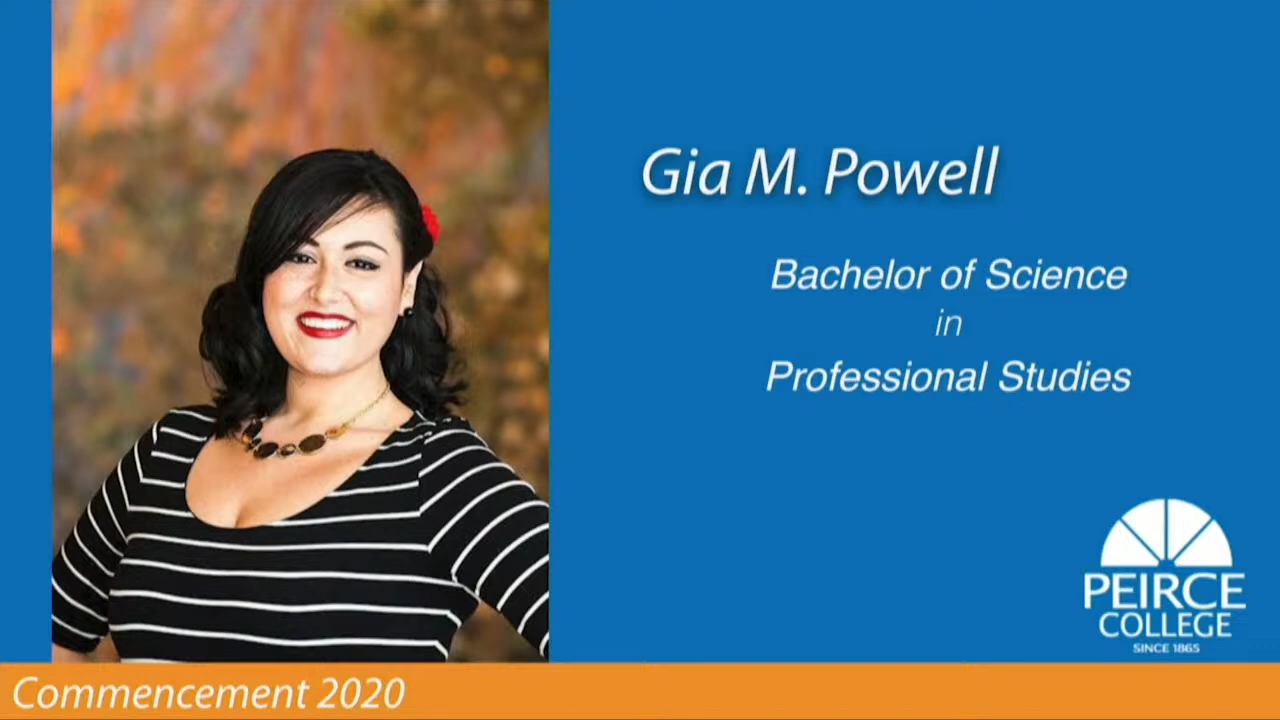 Gia M. Powell
Bachelor of Science
in
Professional Studies
PEIRCE
COLLEGE
SINCE 1865
Commencement 2020